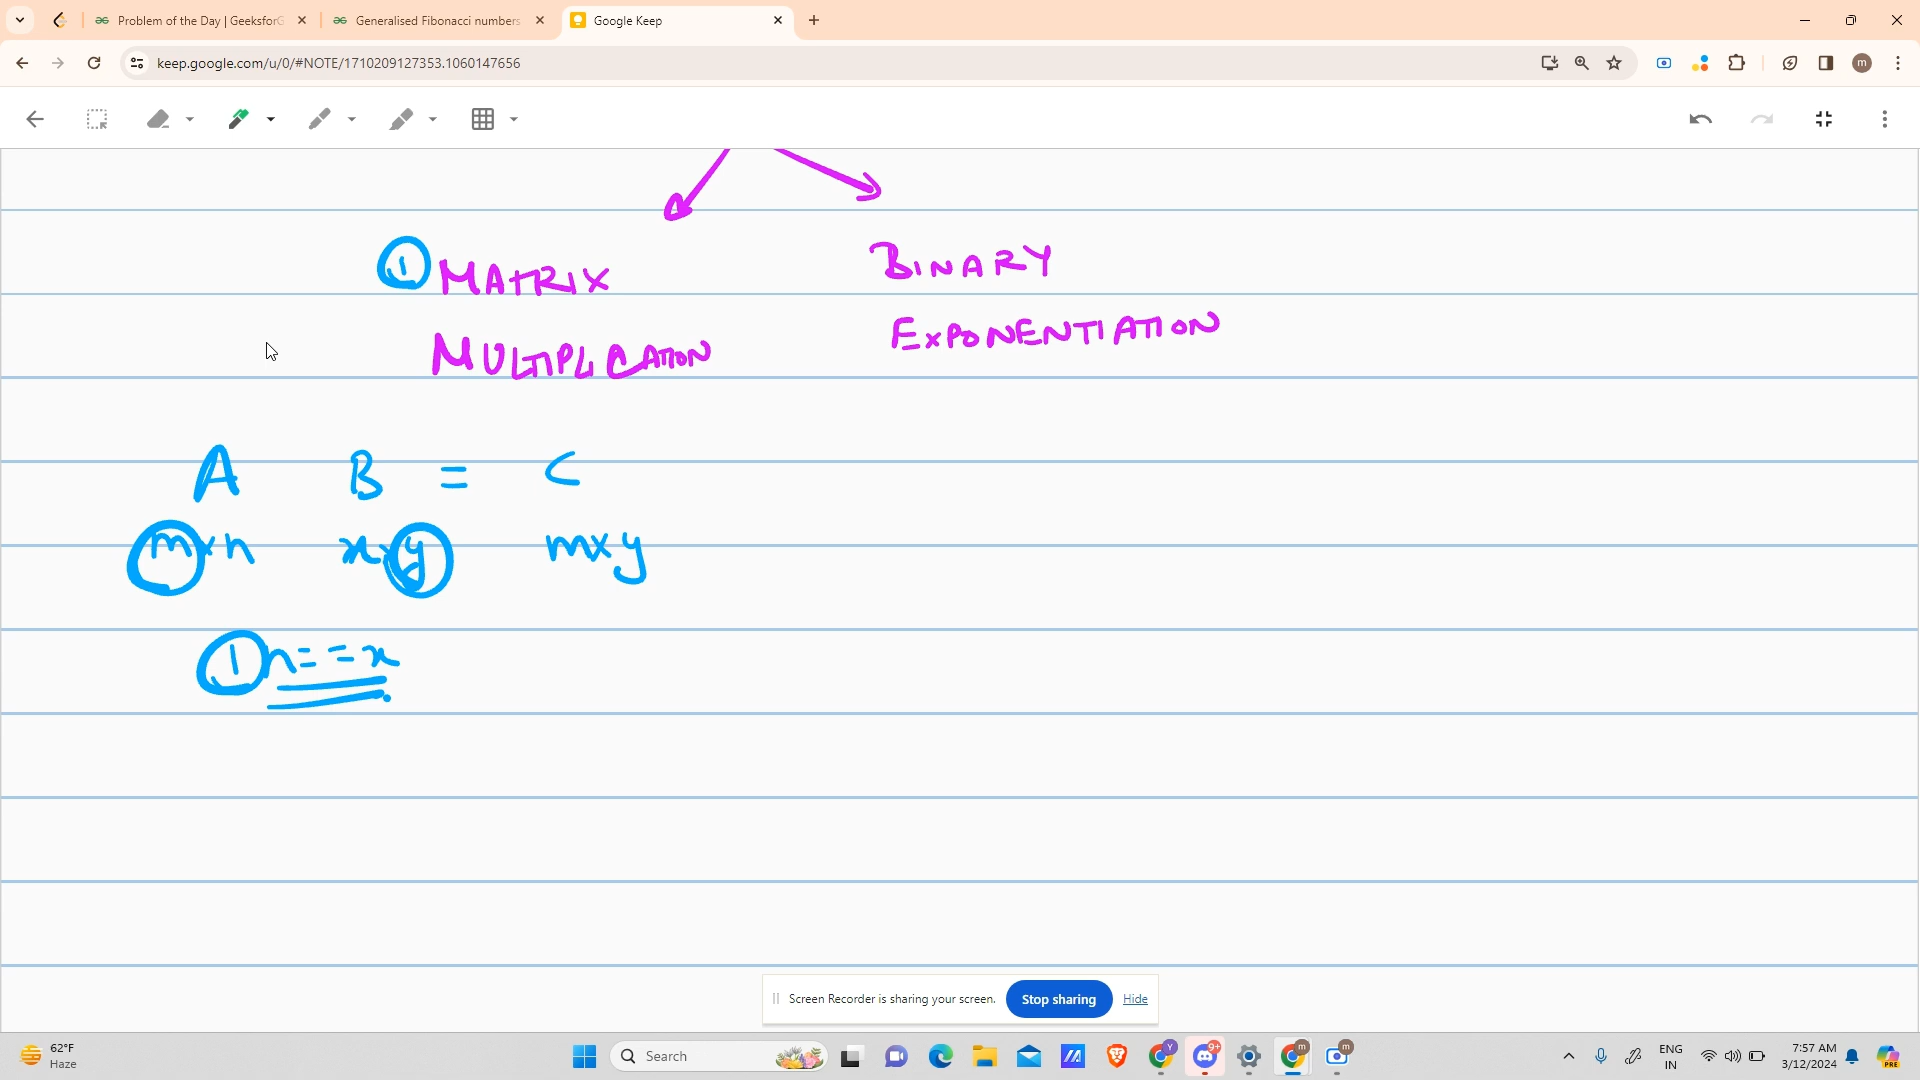 Problem of the Day | GeeksforG
Generalised Fibonacci numbers
Google Keep
keep.google.com/u/0/#NOTE/1710209127353.1060147656
m
① MATRIX
MULTIPLICATION
BINARY
EXPONENTIATION
A B = C
m×n x×y m×y
① n==x
Screen Recorder is sharing your screen. Stop sharing Hide
62°F
Haze
Search
9+
ENG
IN
7:57 AM
3/12/2024
PRE